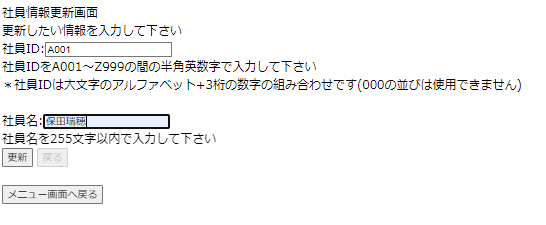 社員情報更新画面
更新したい情報を入力して下さい
社員ID:A001
社員IDをA001～Z999の間の半角英数字で入力して下さい
＊社員IDは大文字のアルファベット+3桁の数字の組み合わせです(000の並びは使用できません)
社員名:保田瑞穂
社員名を255文字以内で入力して下さい
更新 戻る
メニュー画面へ戻る